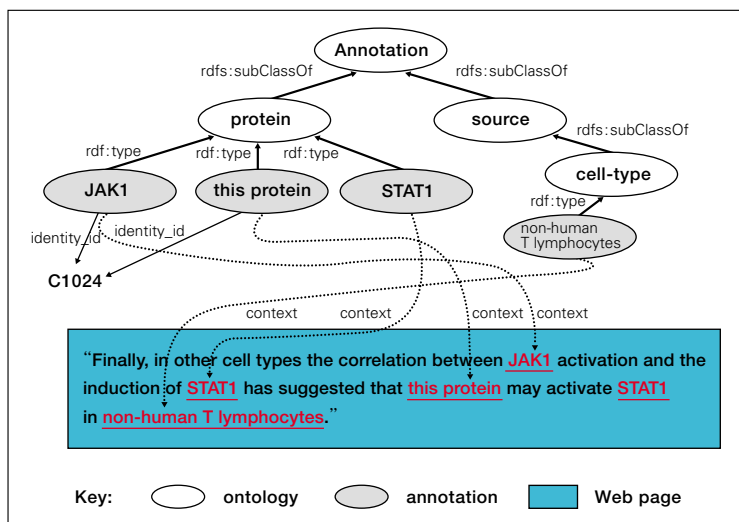 Annotation
rdfs:subClassOf rdfs:subClassOf
protein source
rdfs:subClassOf
rdf:type rdf:type rdf:type cell-type
JAK1 this protein STAT1 rdf:type
non-human
T lymphocytes
identity_id identity_id
C1024
context context context context
“Finally, in other cell types the correlation between JAK1 activation and the
induction of STAT1 has suggested that this protein may activate STAT1
in non-human T lymphocytes.”
Key: ontology annotation Web page